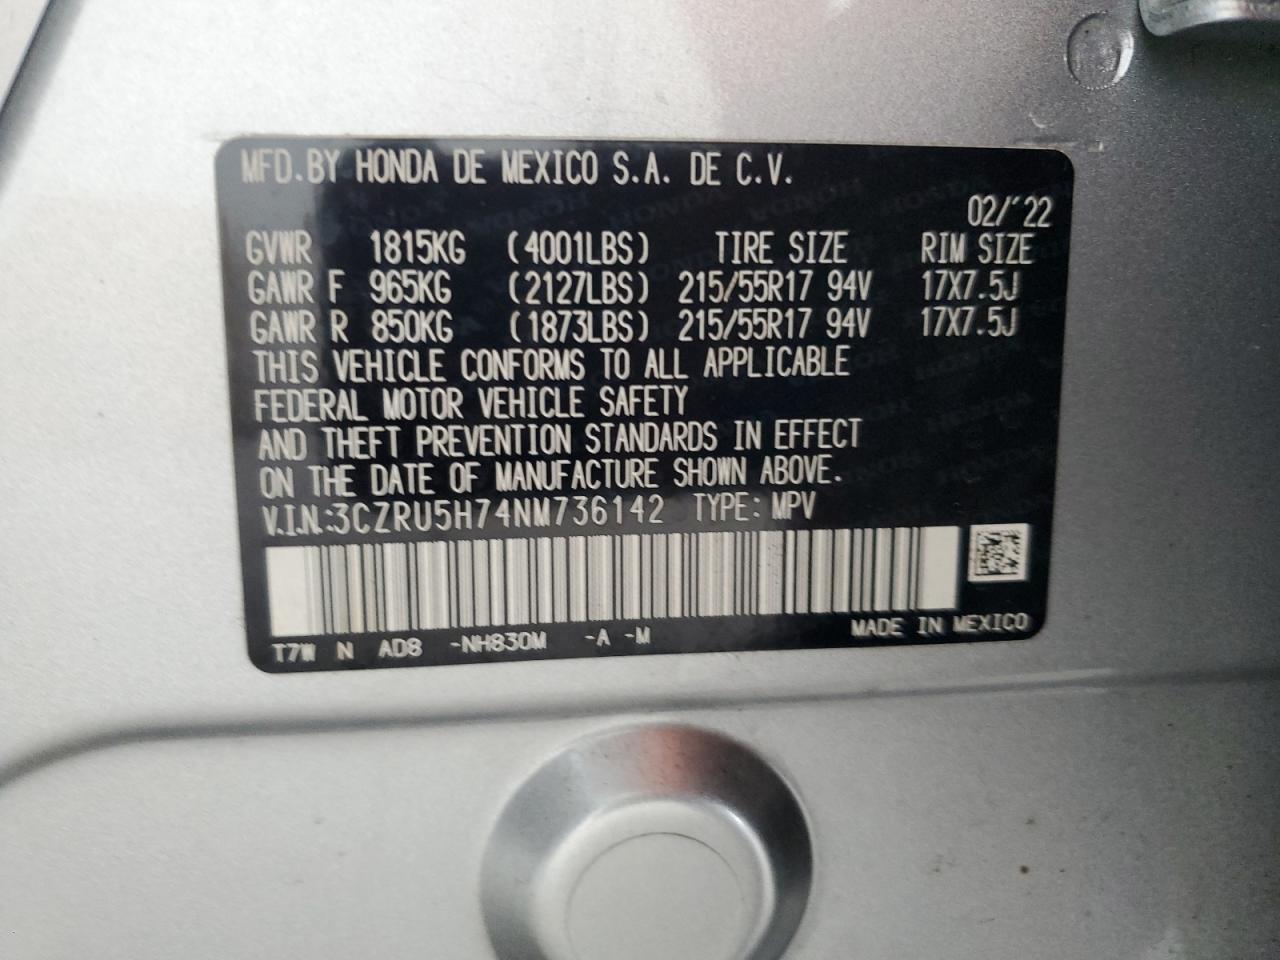 MFD.BY HONDA DE MEXICO S.A. DE C.V.
02/'22
GVWR 1815KG (4001LBS) TIRE SIZE RIM SIZE
GAWR F 965KG (2127LBS) 215/55R17 94V 17X7.5J
GAWR R 850KG (1873LBS) 215/55R17 94V 17X7.5J
THIS VEHICLE CONFORMS TO ALL APPLICABLE
FEDERAL MOTOR VEHICLE SAFETY
AND THEFT PREVENTION STANDARDS IN EFFECT
ON THE DATE OF MANUFACTURE SHOWN ABOVE.
V.I.N.:3CZRU5H74NM736142 TYPE: MPV
T7W N AD8 -NH830M -A -M MADE IN MEXICO